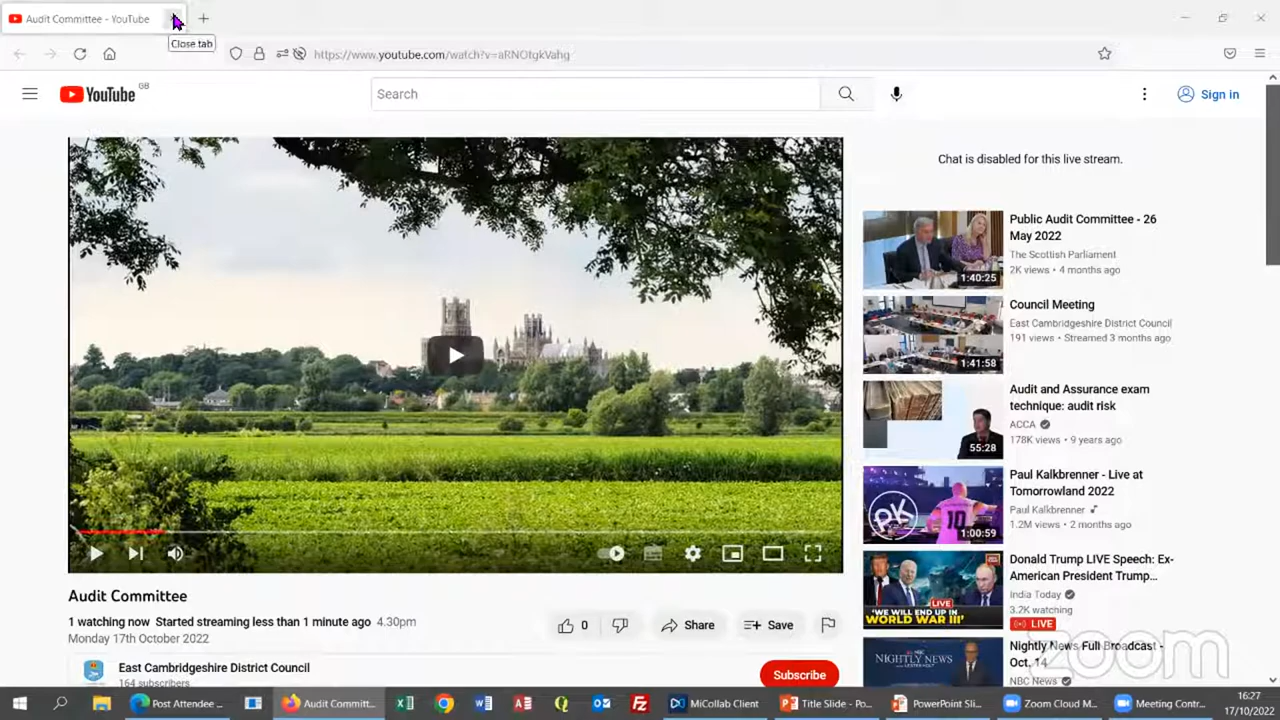 Audit Committee - YouTube
Close tab
https://www.youtube.com/watch?v=aRNOtgkVahg
YouTube GB
Search
Sign in
Chat is disabled for this live stream.
Public Audit Committee - 26
May 2022
The Scottish Parliament
2K views • 4 months ago
1:40:25
Council Meeting
East Cambridgeshire District Council
191 views • Streamed 3 months ago
1:41:58
Audit and Assurance exam
technique: audit risk
ACCA
178K views • 9 years ago
55:28
Paul Kalkbrenner - Live at
Tomorrowland 2022
Paul Kalkbrenner
1.2M views • 2 months ago
PK
10
1:00:59
Donald Trump LIVE Speech: Ex-
American President Trump...
India Today
3.2K watching
LIVE
LIVE
'WE WILL END UP IN
WORLD WAR III'
Nightly News Full Broadcast -
Oct. 14
NBC News
NIGHTLY NEWS
Audit Committee
1 watching now Started streaming less than 1 minute ago 4.30pm
Monday 17th October 2022
0
Share
Save
East Cambridgeshire District Council
164 subscribers
Subscribe
zoom
Post Attendee ...
Audit Committ...
MiCollab Client
Title Slide - Po...
PowerPoint Sli...
Zoom Cloud M...
Meeting Contr...
16:27
17/10/2022